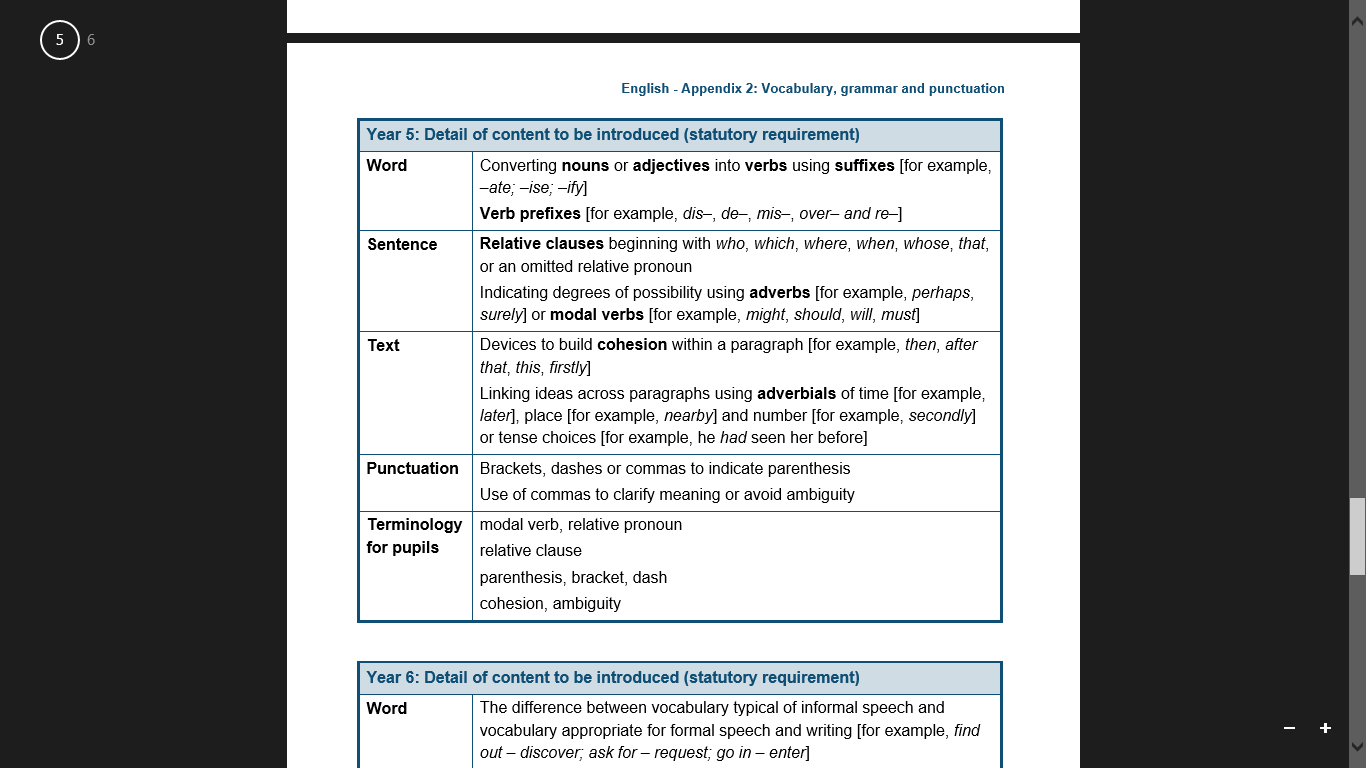 5 6
English - Appendix 2: Vocabulary, grammar and punctuation
Year 5: Detail of content to be introduced (statutory requirement)
Word
Converting nouns or adjectives into verbs using suffixes [for example,
–ate; –ise; –ify]
Verb prefixes [for example, dis–, de–, mis–, over– and re–]
Sentence
Relative clauses beginning with who, which, where, when, whose, that,
or an omitted relative pronoun
Indicating degrees of possibility using adverbs [for example, perhaps,
surely] or modal verbs [for example, might, should, will, must]
Text
Devices to build cohesion within a paragraph [for example, then, after
that, this, firstly]
Linking ideas across paragraphs using adverbials of time [for example,
later], place [for example, nearby] and number [for example, secondly]
or tense choices [for example, he had seen her before]
Punctuation
Brackets, dashes or commas to indicate parenthesis
Use of commas to clarify meaning or avoid ambiguity
Terminology
for pupils
modal verb, relative pronoun
relative clause
parenthesis, bracket, dash
cohesion, ambiguity
Year 6: Detail of content to be introduced (statutory requirement)
Word
The difference between vocabulary typical of informal speech and
vocabulary appropriate for formal speech and writing [for example, find
out – discover; ask for – request; go in – enter]